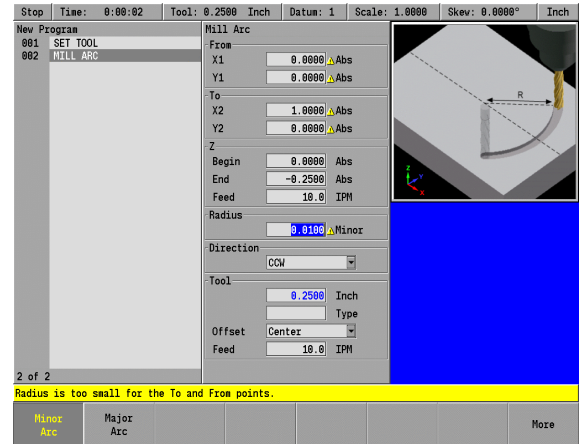 Stop Time: 0:00:02 Tool: 0.2500 Inch Datum: 1 Scale: 1.0000 Skew: 0.0000° Inch
New Program
001 SET TOOL
002 MILL ARC
2 of 2
Mill Arc
From
X1 0.0000 Abs
Y1 0.0000 Abs
To
X2 1.0000 Abs
Y2 0.0000 Abs
Z
Begin 0.0000 Abs
End -0.2500 Abs
Feed 10.0 IPM
Radius
0.0100 Minor
Direction
CCW
Tool
0.2500 Inch
Type
Offset Center
Feed 10.0 IPM
R
Z
Y
X
Radius is too small for the To and From points.
Minor Arc
Major Arc
More